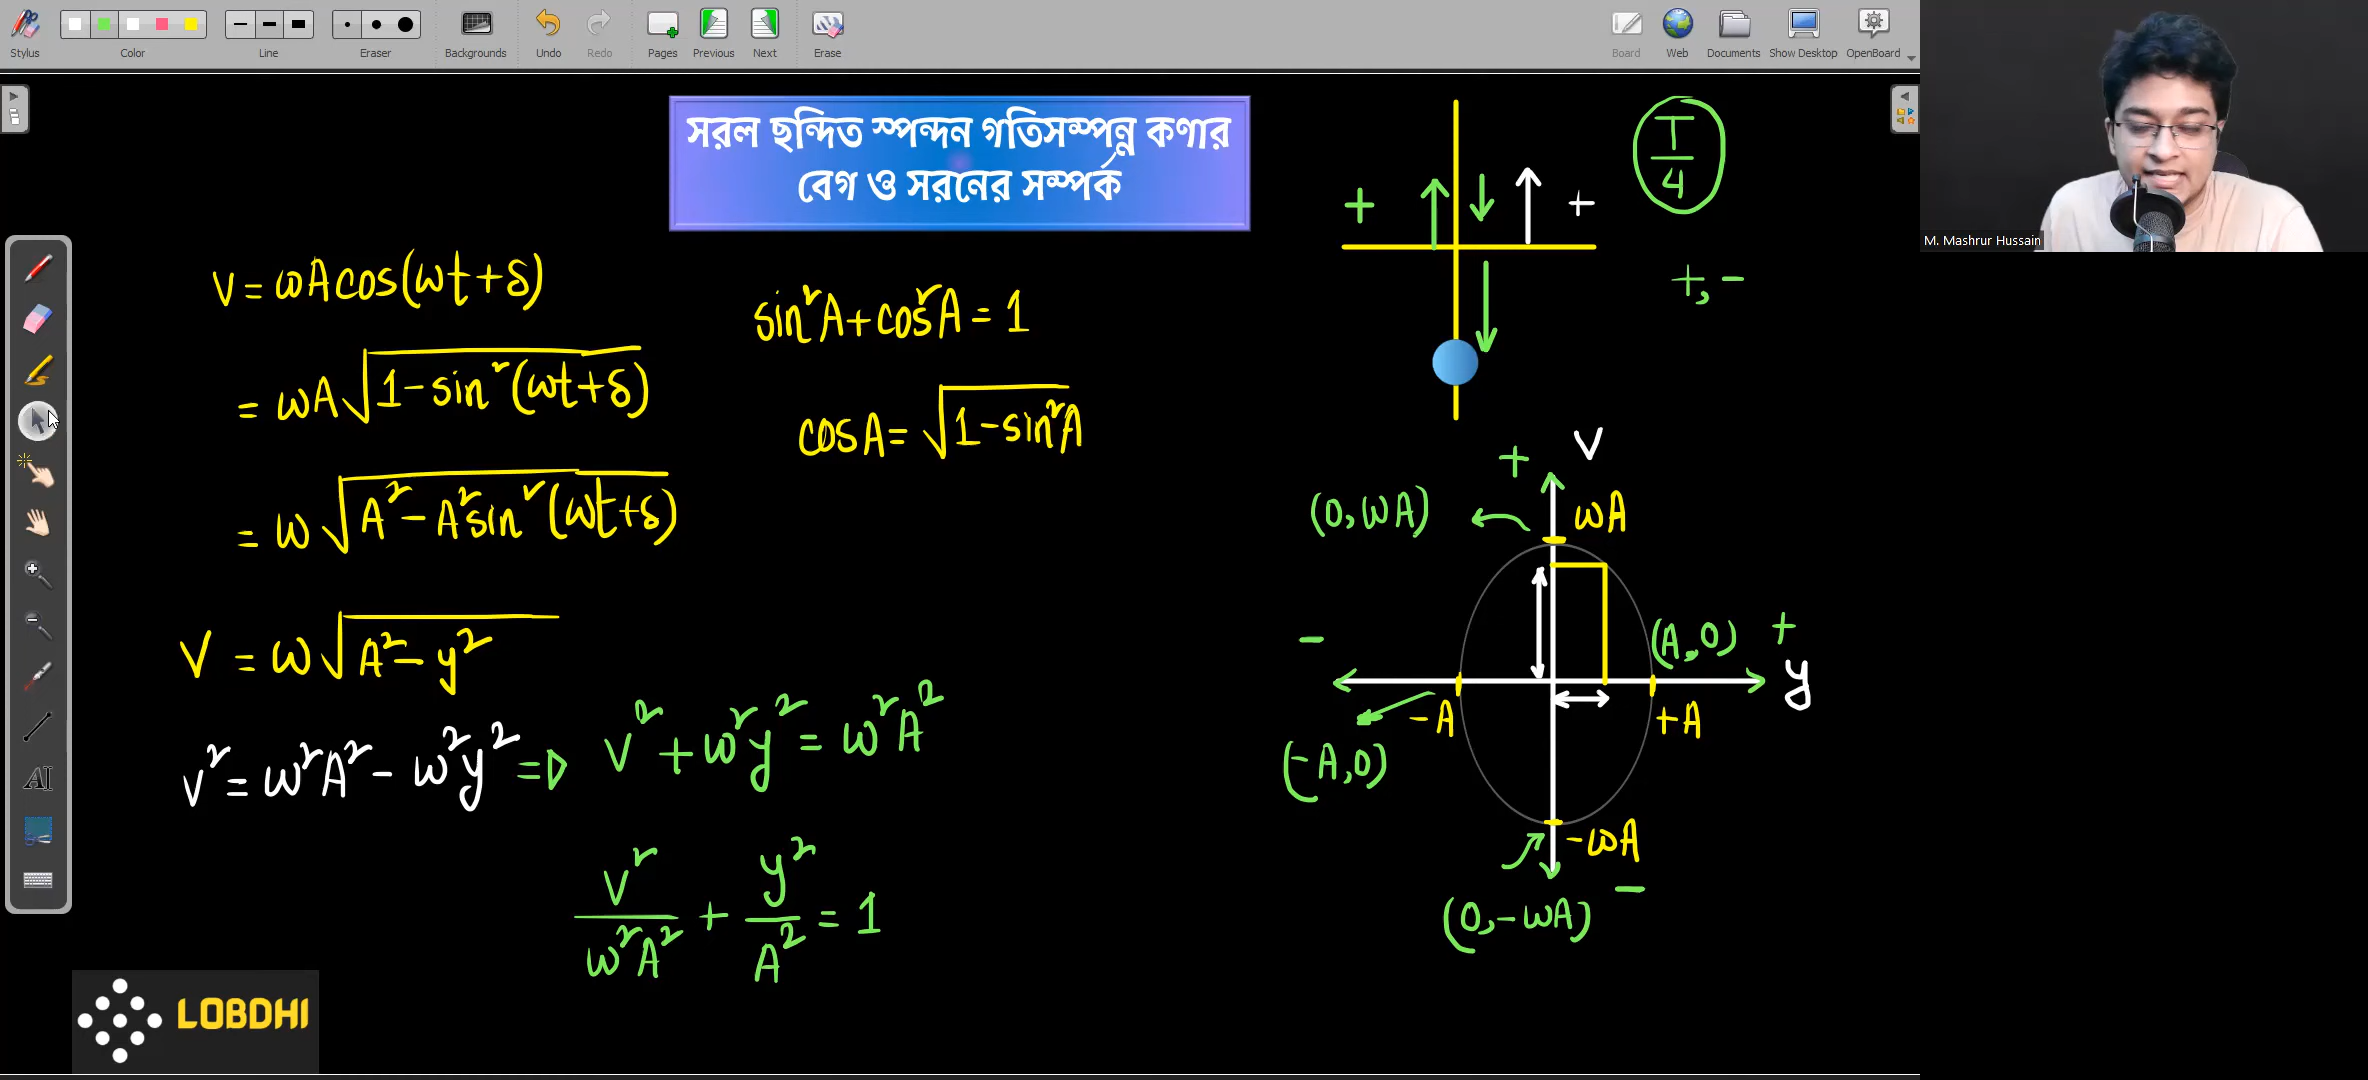 Stylus
Color
Line
Eraser
Backgrounds
Undo
Redo
Pages
Previous
Next
Erase
Board
Web
Documents
Show Desktop
OpenBoard
M. Mashrur Hussain
সরল ছন্দিত স্পন্দন গতিসম্পন্ন কণার
বেগ ও সরনের সম্পর্ক
V = ωA cos(ωt+δ)
= ωA√(1-sin²(ωt+δ))
= ω√(A²-A²sin²(ωt+δ))
V = ω√(A²-y²)
v² = ω²A² - ω²y² ⇒ v² + ω²y² = ω²A²
v²/ω²A² + y²/A² = 1
sin²A+cos²A = 1
cosA = √(1-sin²A)
+ +
T/4
+, -
+ V
(0, ωA) ωA
- (A, 0) +
y
-A +A
(-A, 0)
-ωA
(0, -ωA) -
AI
LOBDHI